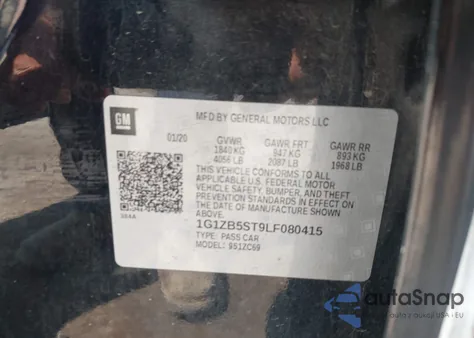 MFD BY GENERAL MOTORS LLC
GM
01/20 GVWR GAWR FRT GAWR RR
1840 KG 947 KG 893 KG
4056 LB 2087 LB 1968 LB
THIS VEHICLE CONFORMS TO ALL
APPLICABLE U.S. FEDERAL MOTOR
VEHICLE SAFETY, BUMPER, AND THEFT
PREVENTION STANDARDS IN EFFECT ON
THE DATE OF MANUFACTURE SHOWN ABOVE.
1G1ZB5ST9LF080415
TYPE: PASS CAR
MODEL:
autaSnap